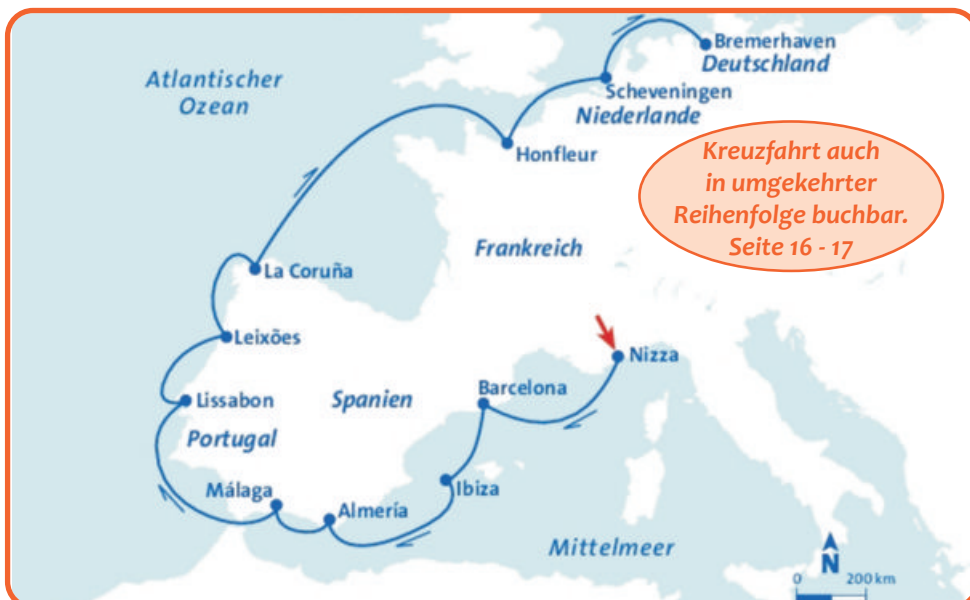 Bremerhaven
Deutschland
Atlantischer
Ozean
Scheveningen
Niederlande
Honfleur
Kreuzfahrt auch
in umgekehrter
Reihenfolge buchbar.
Seite 16 - 17
Frankreich
La Coruña
Leixões
Nizza
Barcelona
Lissabon
Spanien
Portugal
Málaga
Ibiza
Almería
Mittelmeer
N
0 200 km